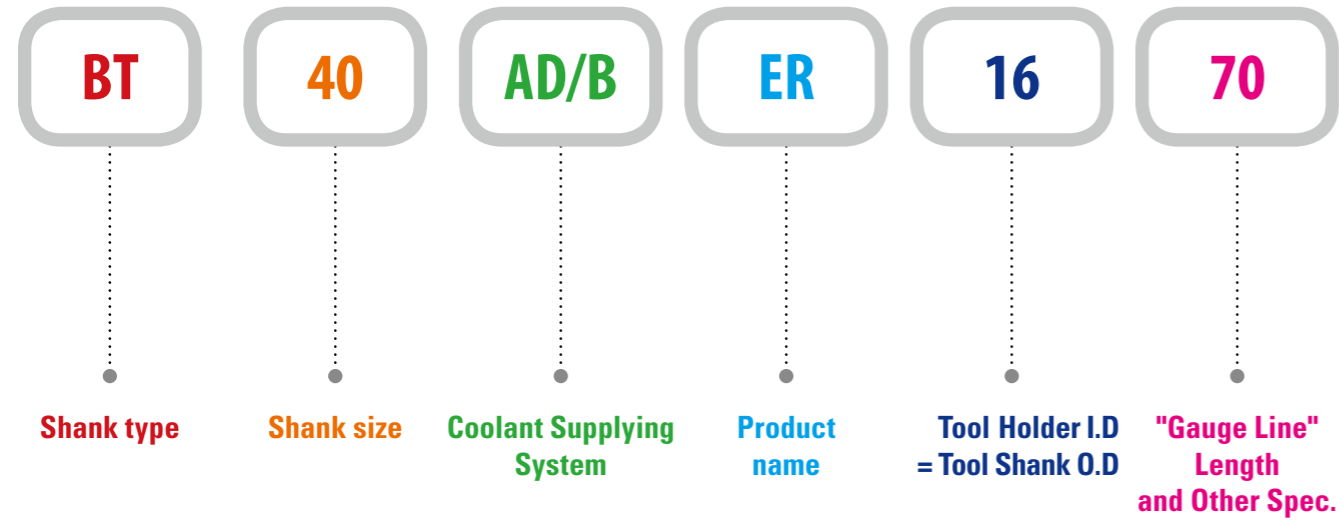 BT
40
AD/B
ER
16
70
Shank type
Shank size
Coolant Supplying
System
Product
name
Tool Holder I.D
= Tool Shank O.D
"Gauge Line"
Length
and Other Spec.